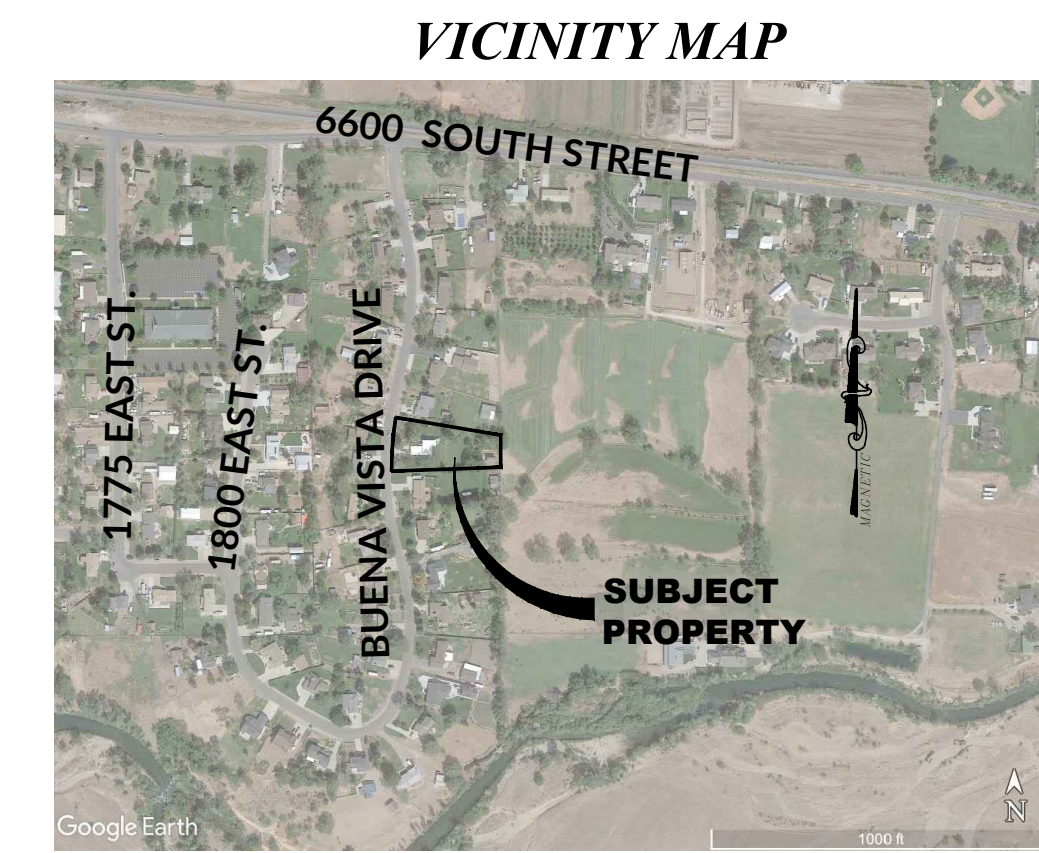 VICINITY MAP
6600 SOUTH STREET
1775 EAST ST.
1800 EAST ST.
BUENA VISTA DRIVE
MAGNETIC
SUBJECT
PROPERTY
N
Google Earth
1000 ft